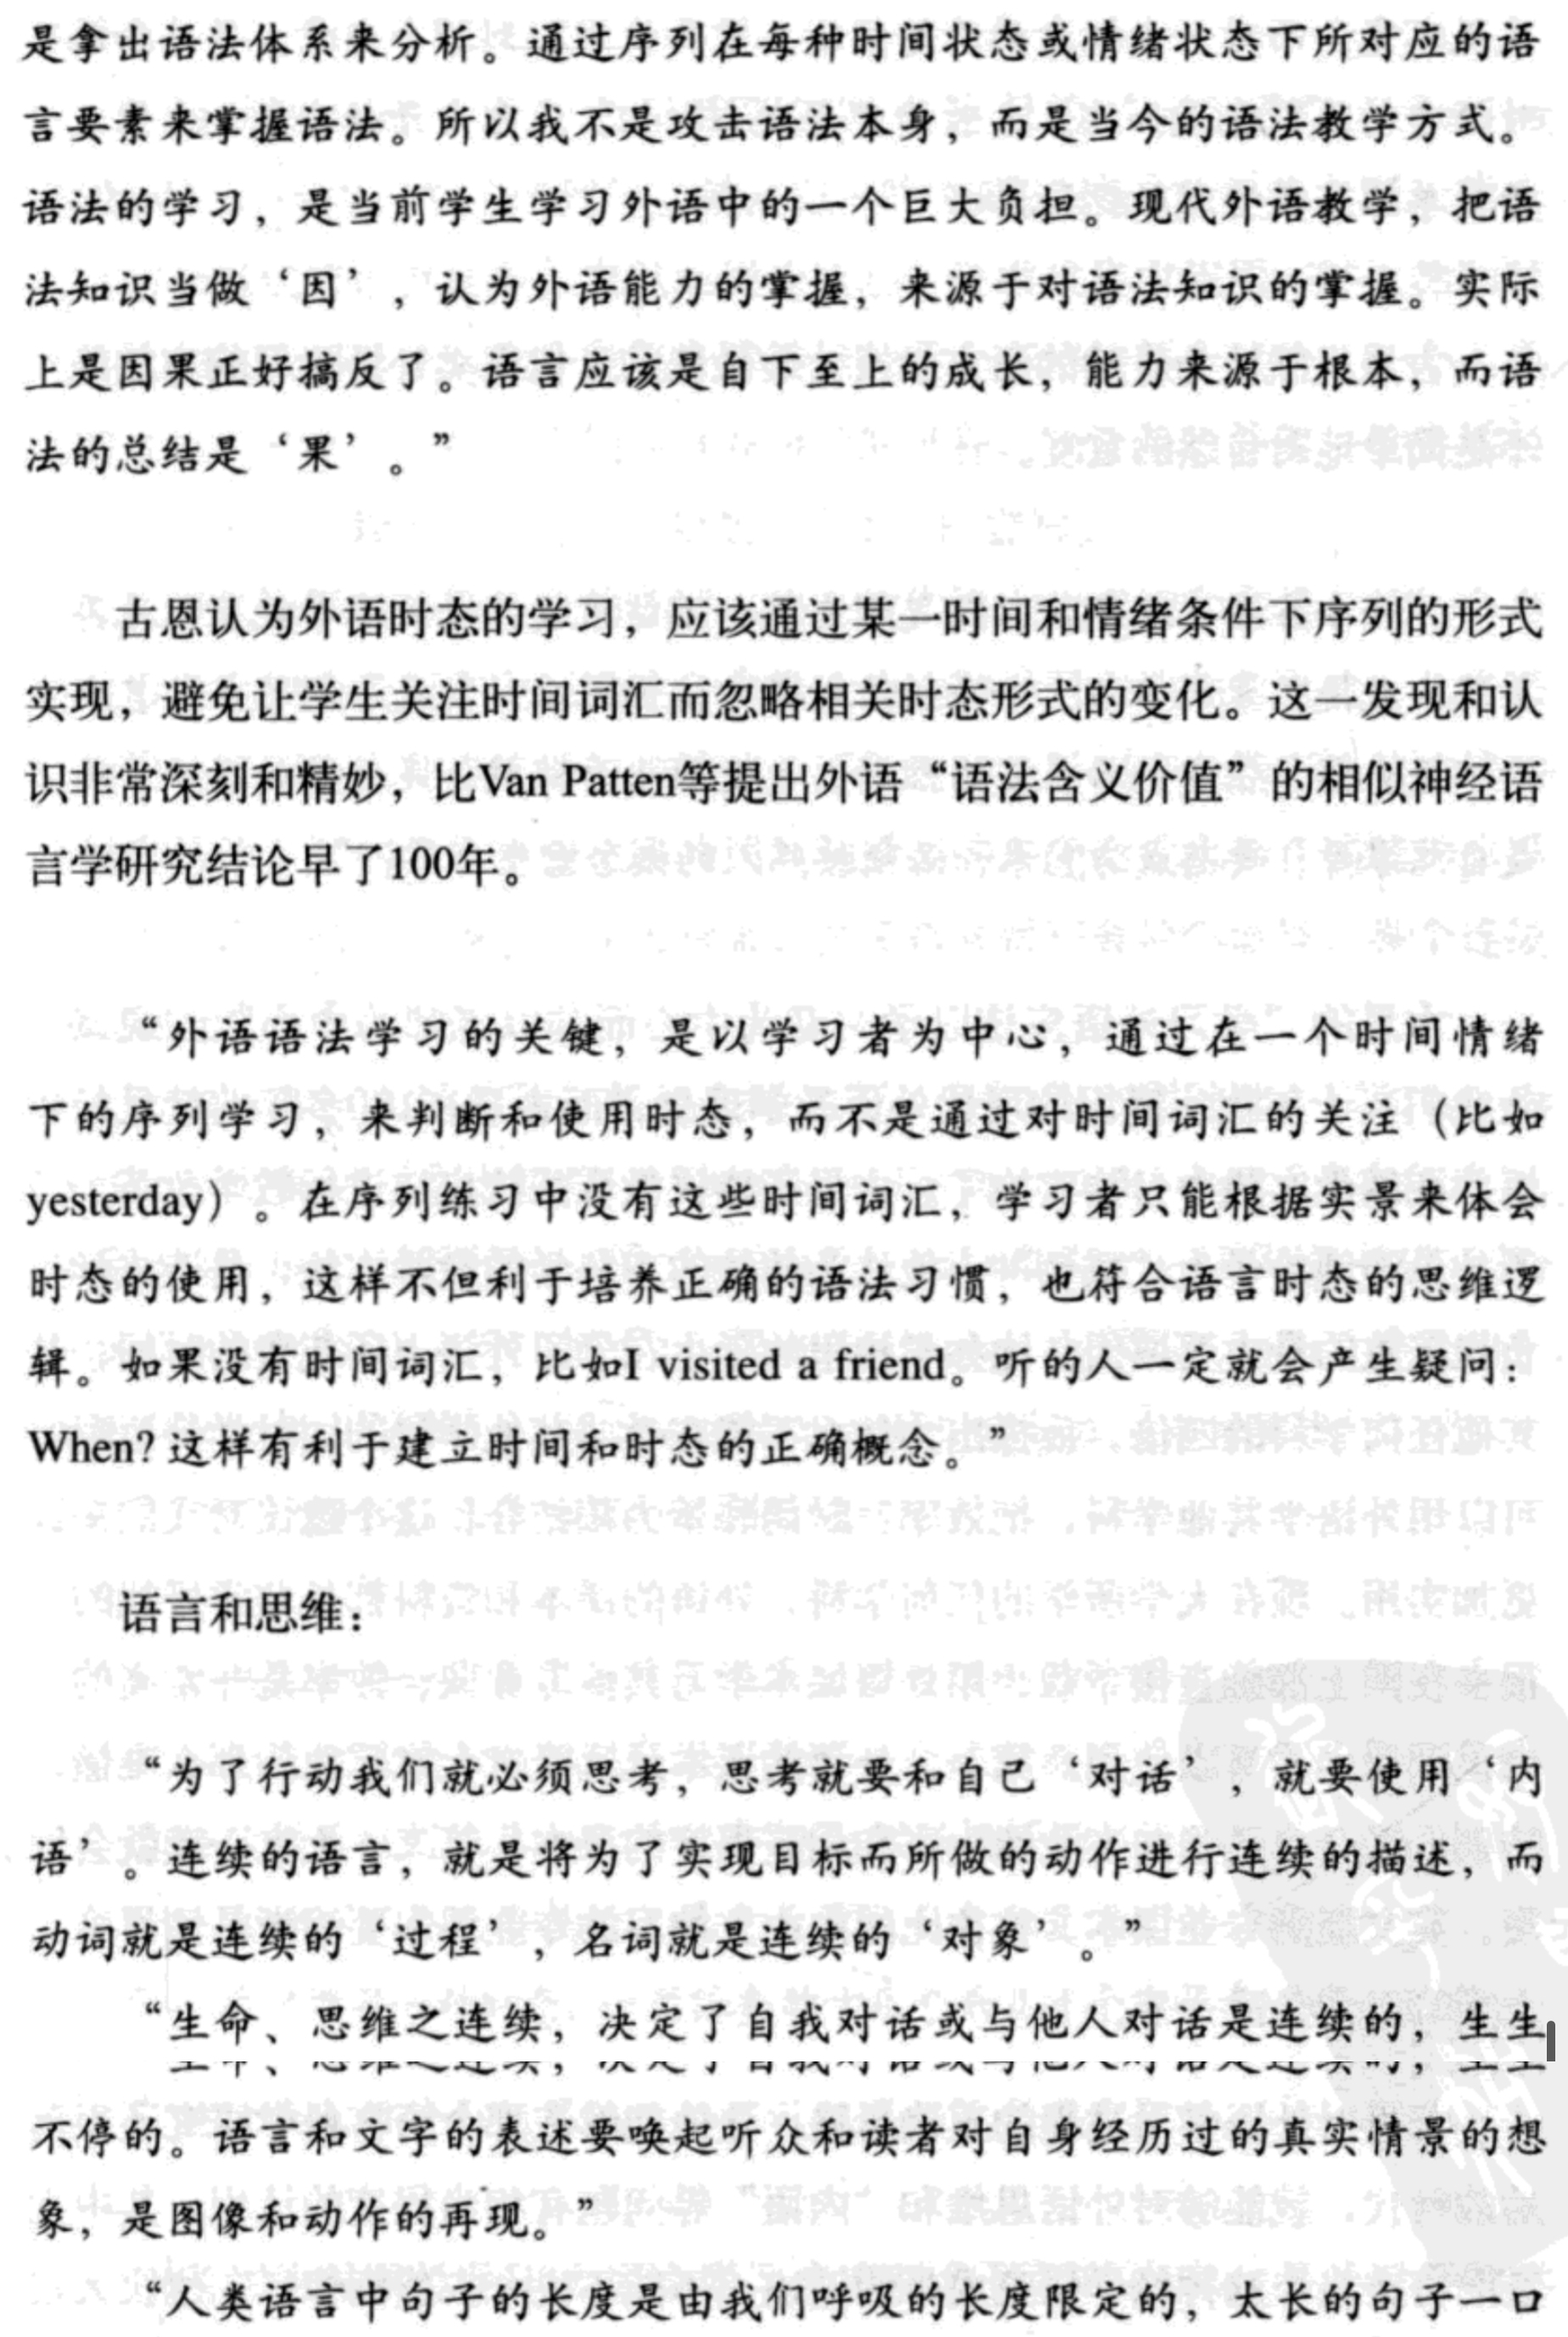 是拿出语法体系来分析。通过序列在每种时间状态或情绪状态下所对应的语
言要素来掌握语法。所以我不是攻击语法本身，而是当今的语法教学方式。
语法的学习，是当前学生学习外语中的一个巨大负担。现代外语教学，把语
法知识当做‘因’，认为外语能力的掌握，来源于对语法知识的掌握。实际
上是因果正好搞反了。语言应该是自下至上的成长，能力来源于根本，而语
法的总结是‘果’。”
古恩认为外语时态的学习，应该通过某一时间和情绪条件下序列的形式
实现，避免让学生关注时间词汇而忽略相关时态形式的变化。这一发现和认
识非常深刻和精妙，比Van Patten等提出外语“语法含义价值”的相似神经语
言学研究结论早了100年。
“外语语法学习的关键，是以学习者为中心，通过在一个时间情绪
下的序列学习，来判断和使用时态，而不是通过对时间词汇的关注（比如
yesterday）。在序列练习中没有这些时间词汇，学习者只能根据实景来体会
时态的使用，这样不但利于培养正确的语法习惯，也符合语言时态的思维逻
辑。如果没有时间词汇，比如I visited a friend。听的人一定就会产生疑问：
When? 这样有利于建立时间和时态的正确概念。”
语言和思维：
“为了行动我们就必须思考，思考就要和自己‘对话’，就要使用‘内
语’。连续的语言，就是将为了实现目标而所做的动作进行连续的描述，而
动词就是连续的‘过程’，名词就是连续的‘对象’。”
“生命、思维之连续，决定了自我对话或与他人对话是连续的，生生
不停的。语言和文字的表述要唤起听众和读者对自身经历过的真实情景的想
象，是图像和动作的再现。”
“人类语言中句子的长度是由我们呼吸的长度限定的，太长的句子一口